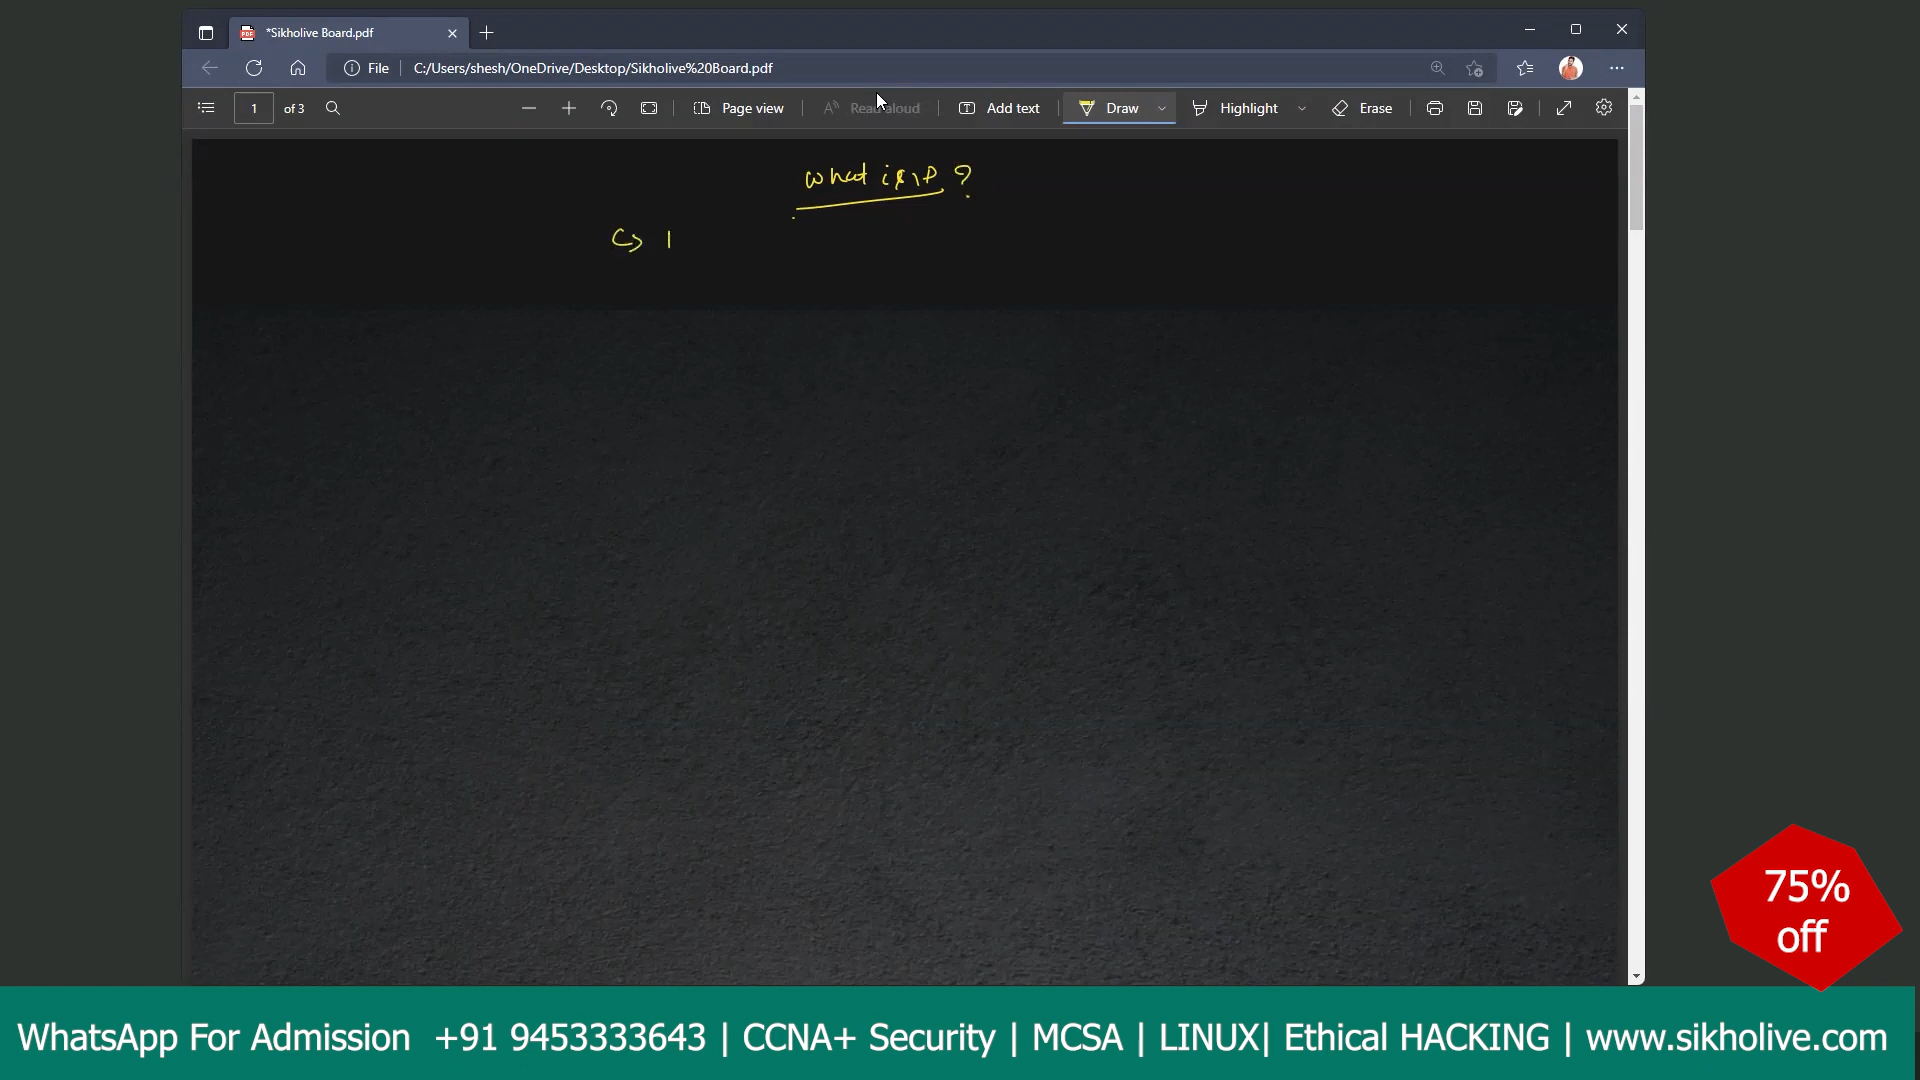 *Sikholive Board.pdf
File C:/Users/shesh/OneDrive/Desktop/Sikholive%20Board.pdf
1 of 3 Page view Read aloud Add text Draw Highlight Erase
What is IP ?
I
75%
off
WhatsApp For Admission +91 9453333643 | CCNA+ Security | MCSA | LINUX| Ethical HACKING | www.sikholive.com